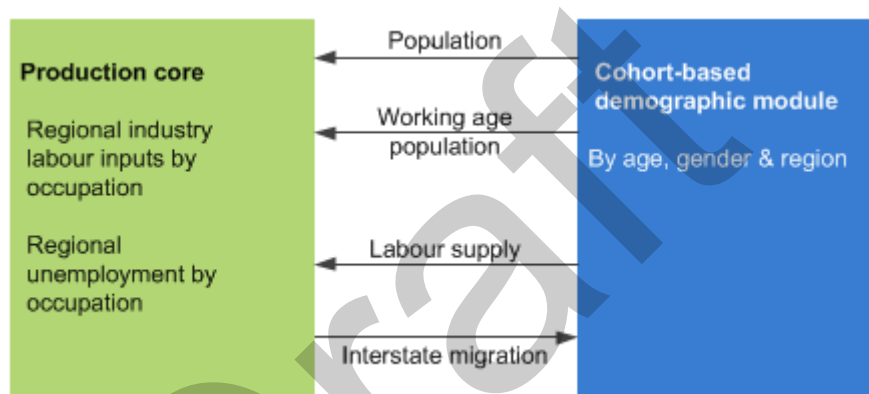 Production core
Regional industry
labour inputs by
occupation
Regional
unemployment by
occupation
Population
Working age
population
Labour supply
Interstate migration
Cohort-based
demographic module
By age, gender & region
Draft